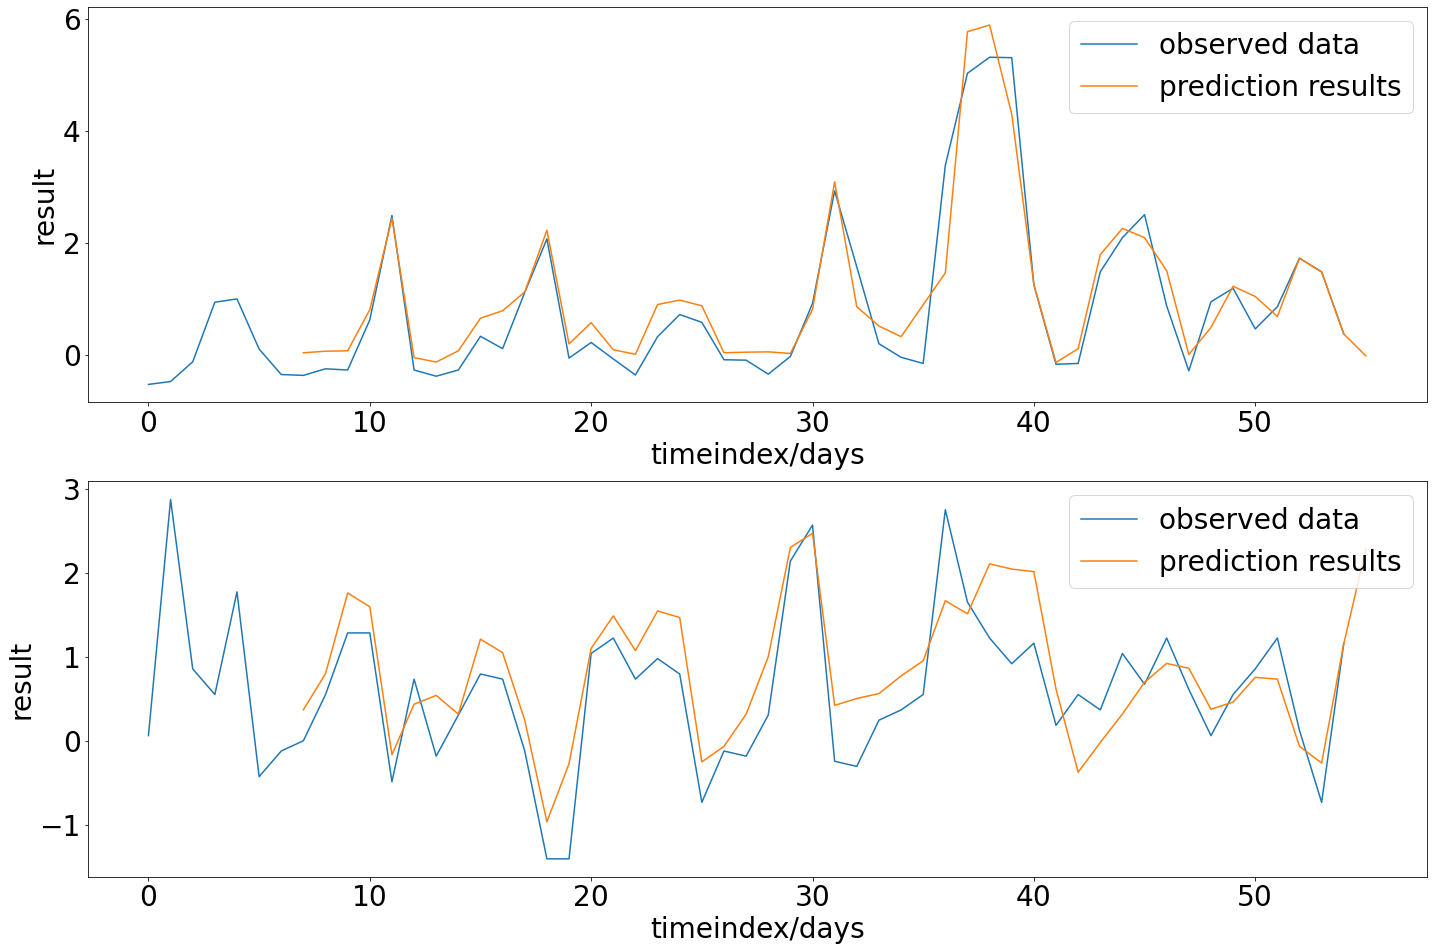 6
4
2
0
result
observed data
prediction results
0 10 20 30 40 50
timeindex/days
3
2
1
0
−1
result
observed data
prediction results
0 10 20 30 40 50
timeindex/days